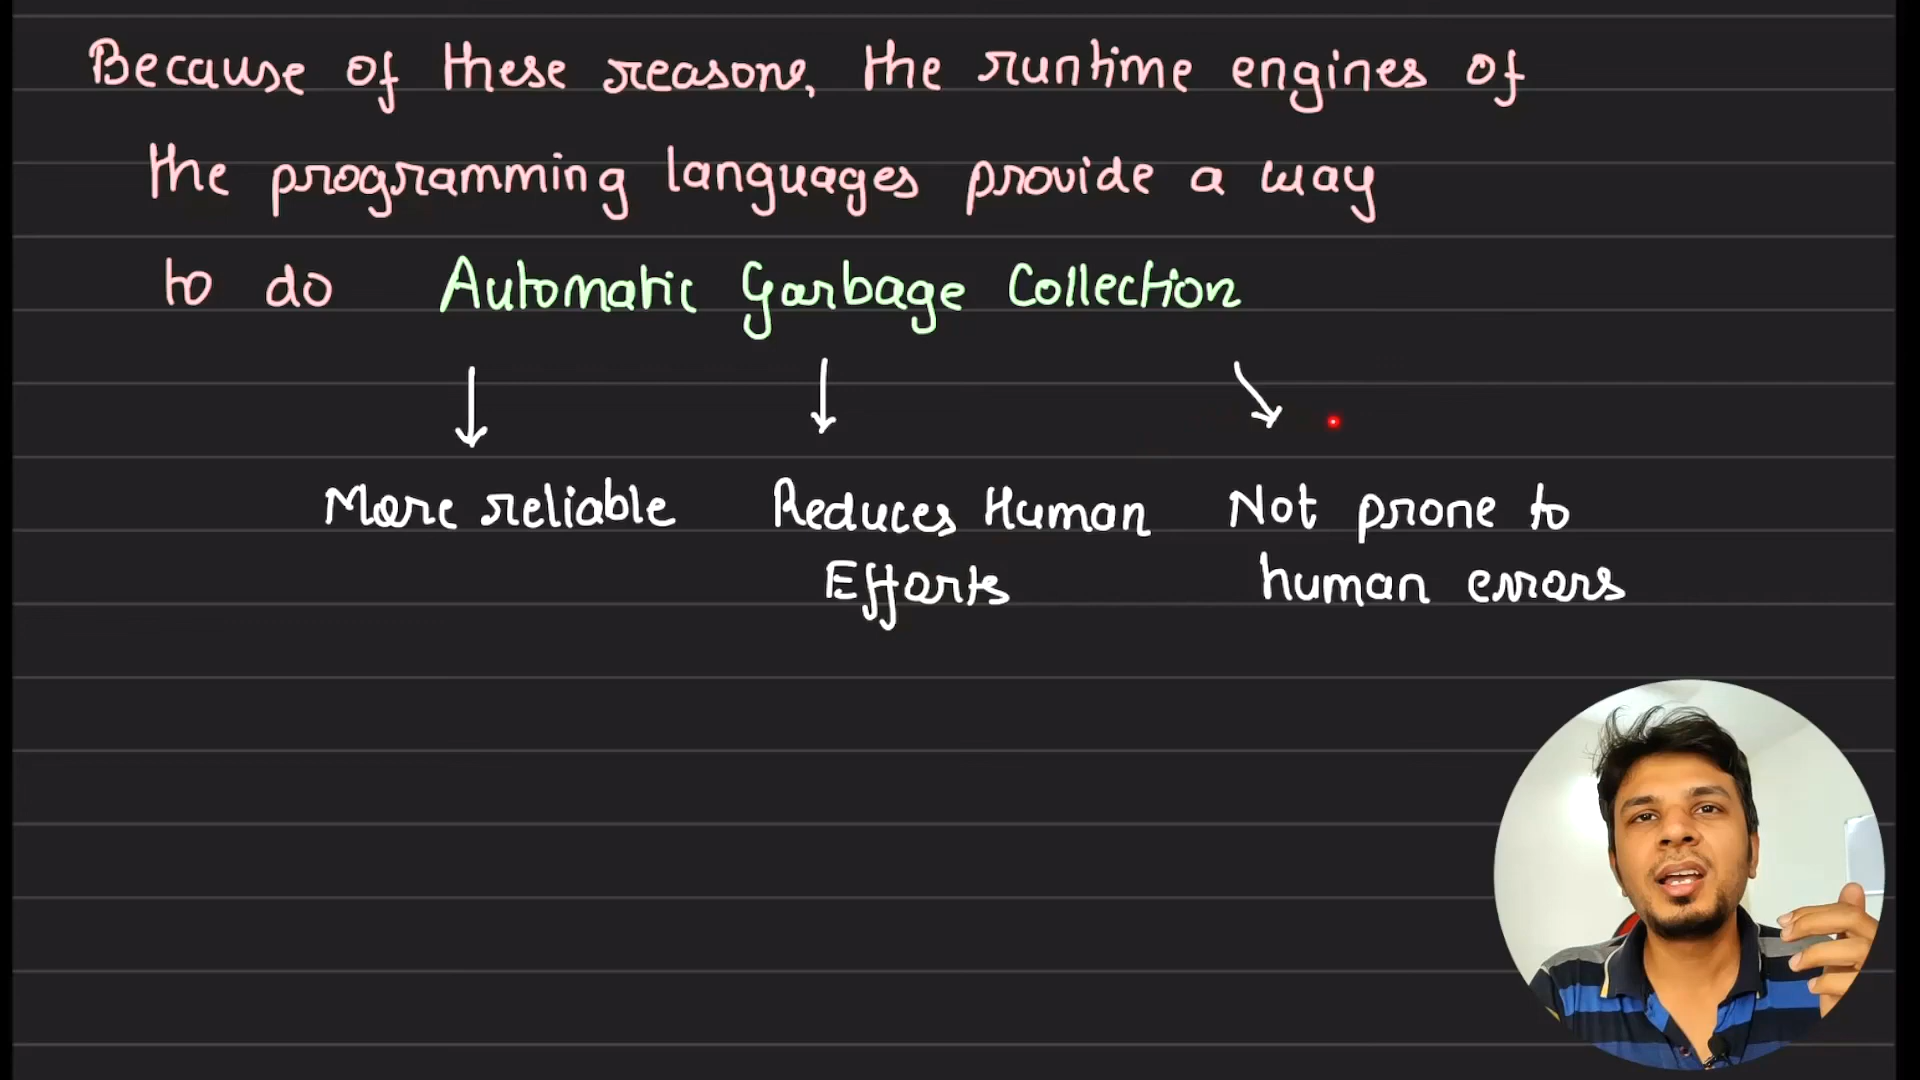 Because of these reasons, the runtime engines of
the programming languages provide a way
to do Automatic Garbage Collection
More reliable Reduces Human Not prone to
Efforts human errors